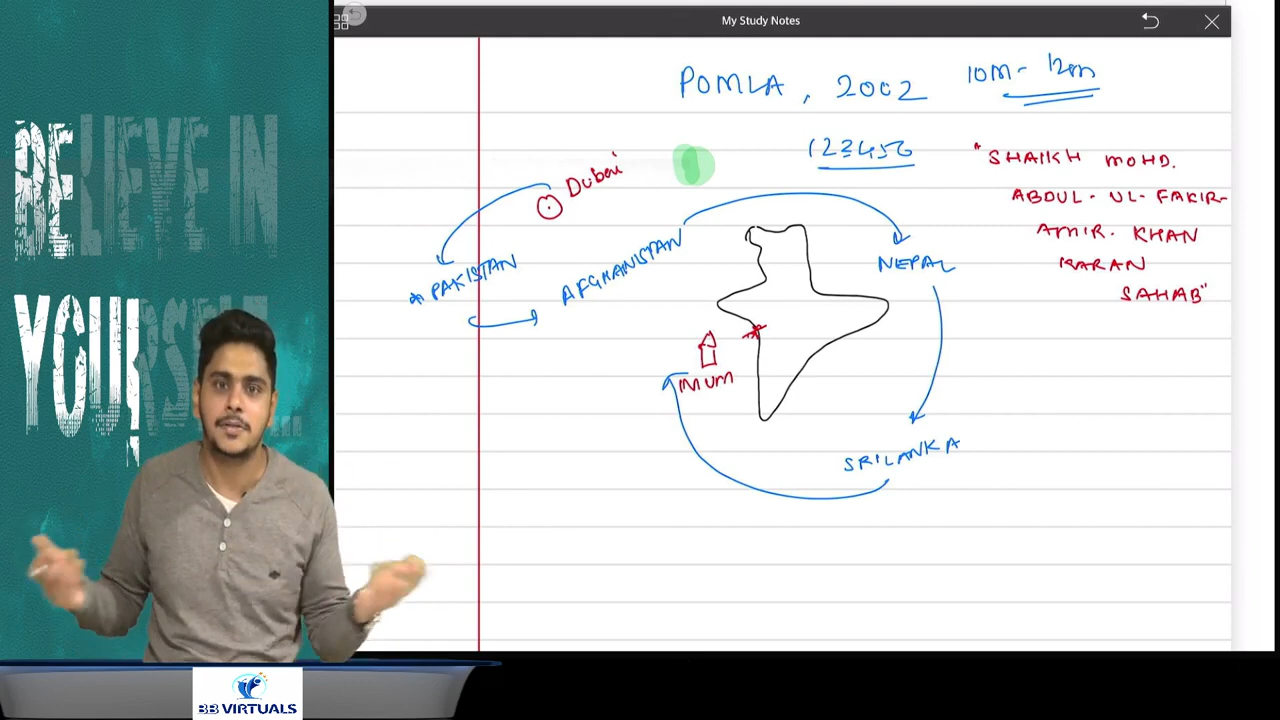 My Study Notes
BELIEVE IN
YOURSELF...
POMLA, 2002
10M- 12m
123456
"SHAIKH MOHD.
ABDUL-UL-FAKIR-
AMIR. KHAN
KARAN
SAHAB"
Dubai
PAKISTAN
AFGHANISTAN
NEPAL
MUM
SRILANKA
BB VIRTUALS